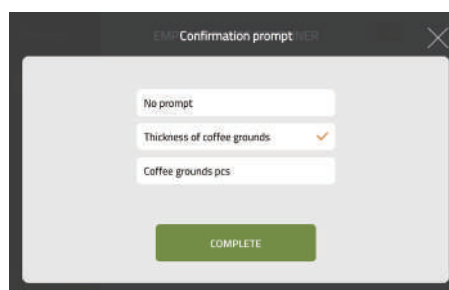 Confirmation prompt
No prompt
Thickness of coffee grounds
Coffee grounds pcs
COMPLETE